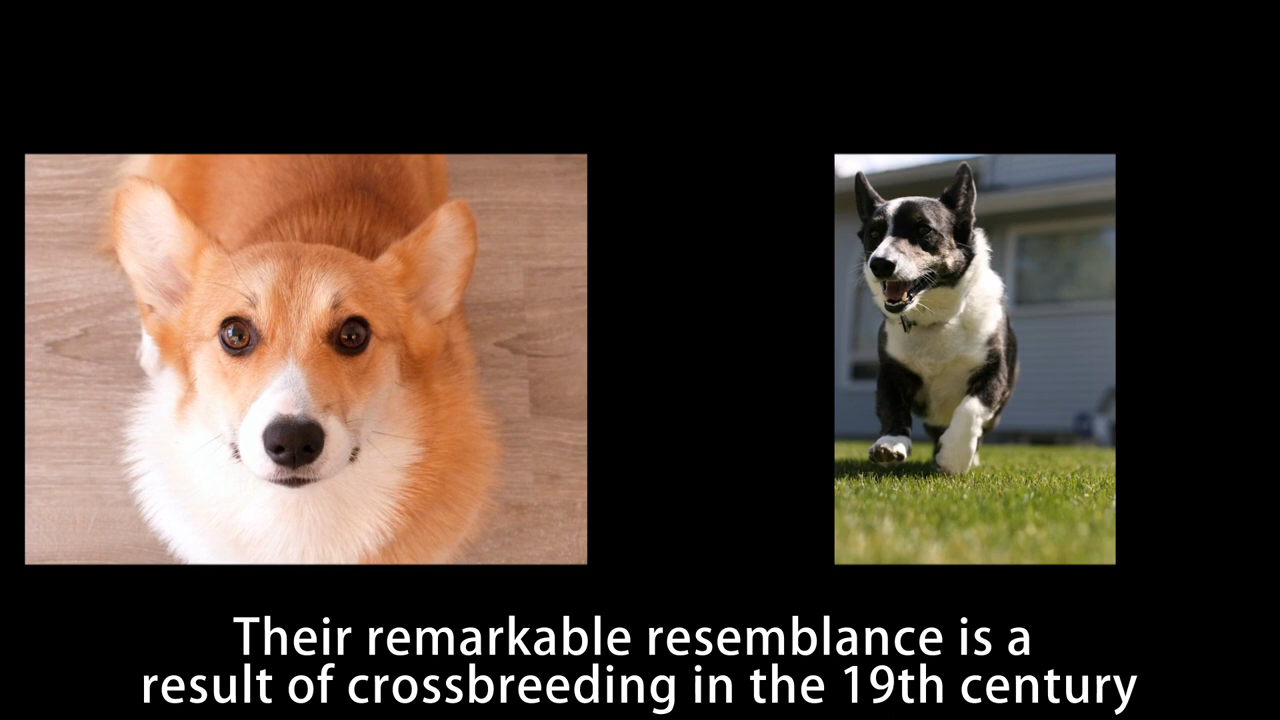 Their remarkable resemblance is a
result of crossbreeding in the 19th century